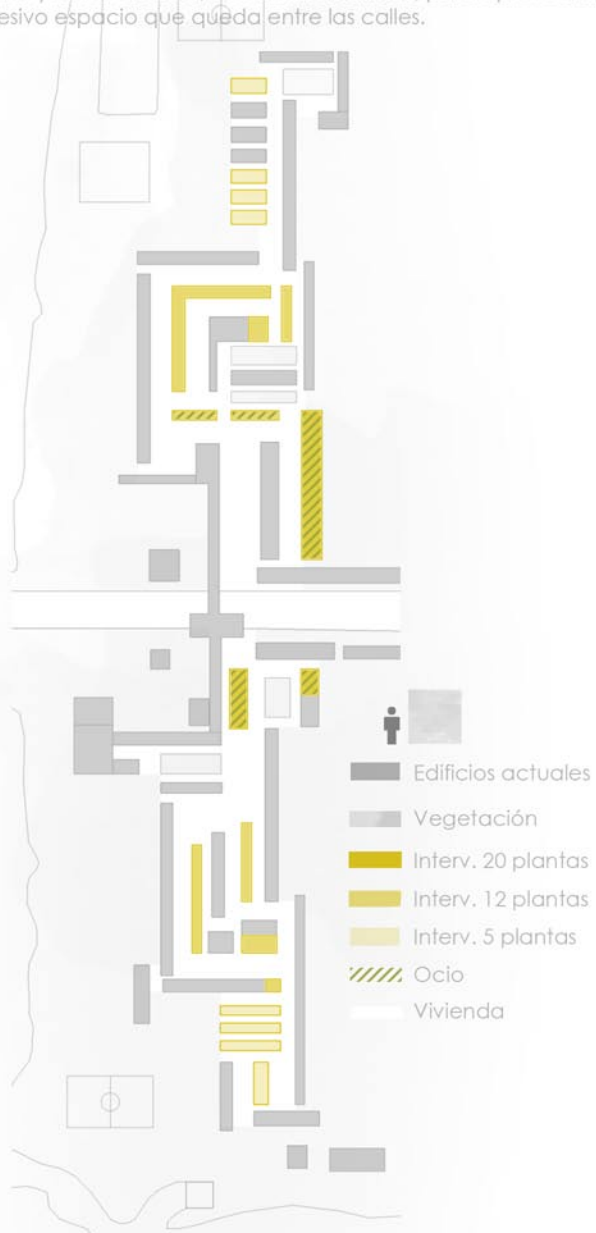 esivo espacio que queda entre las calles.
Edificios actuales
Vegetación
Interv. 20 plantas
Interv. 12 plantas
Interv. 5 plantas
Ocio
Vivienda